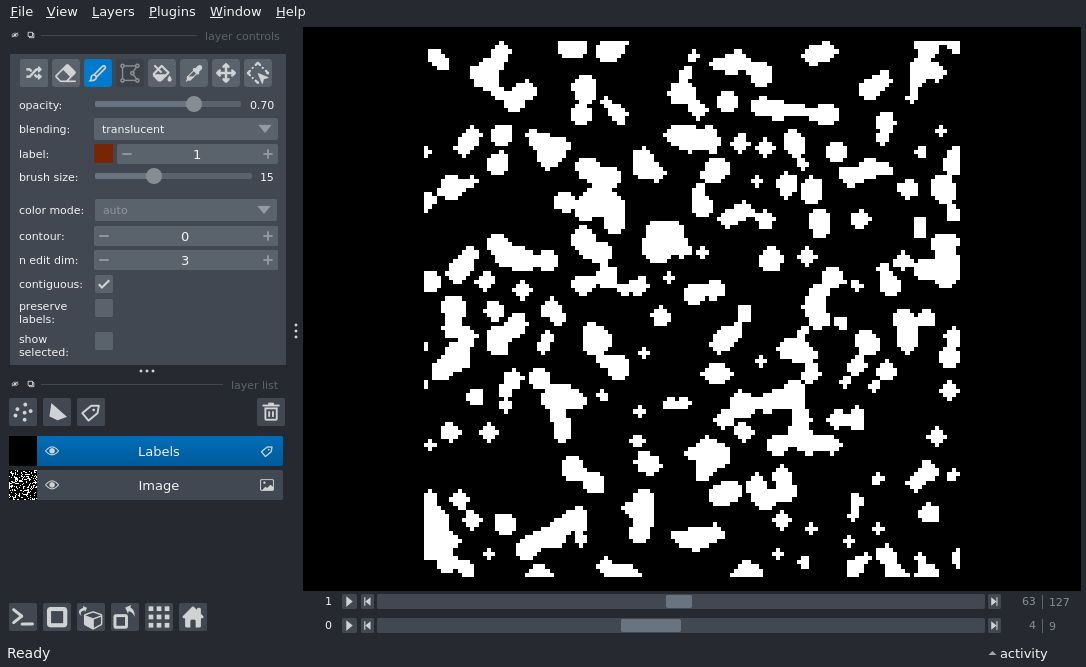 File View Layers Plugins Window Help
layer controls
opacity: 0.70
blending: translucent
label: 1
brush size: 15
color mode: auto
contour: 0
n edit dim: 3
contiguous:
preserve
labels:
show
selected:
layer list
Labels
Image
1 63 127
0 4 9
Ready activity